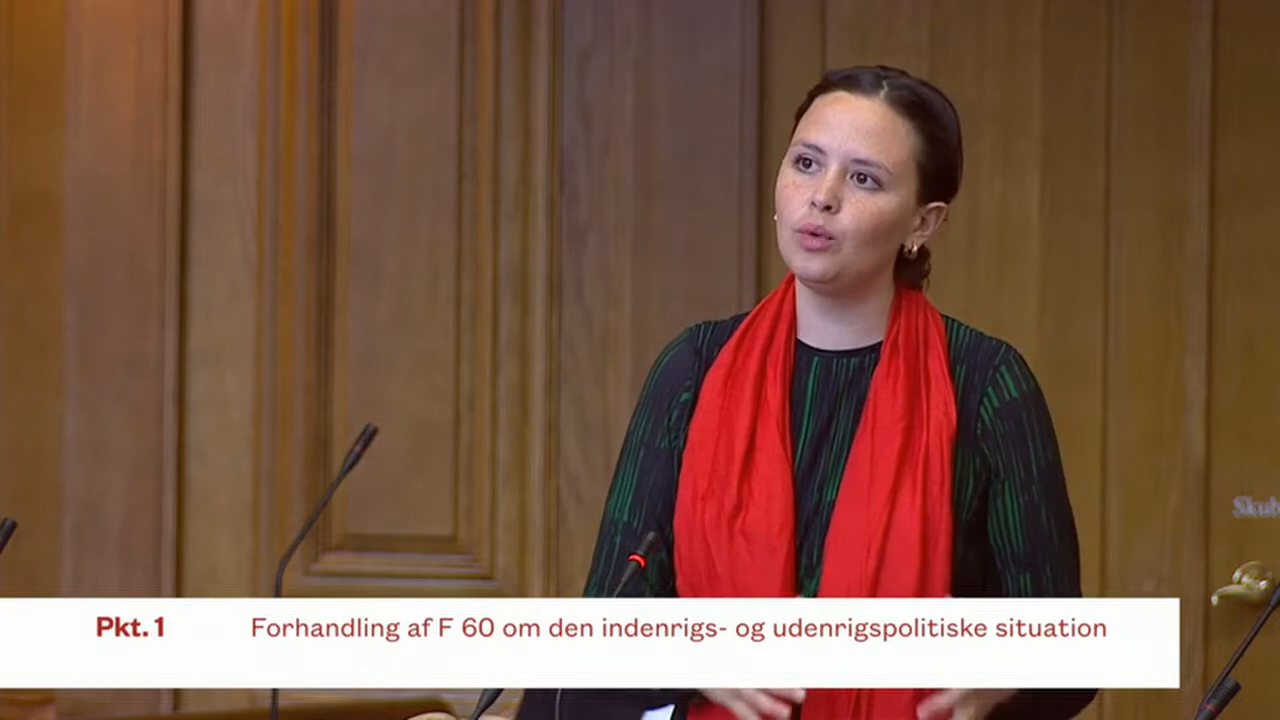 Pkt. 1 Forhandling af F 60 om den indenrigs- og udenrigspolitiske situation